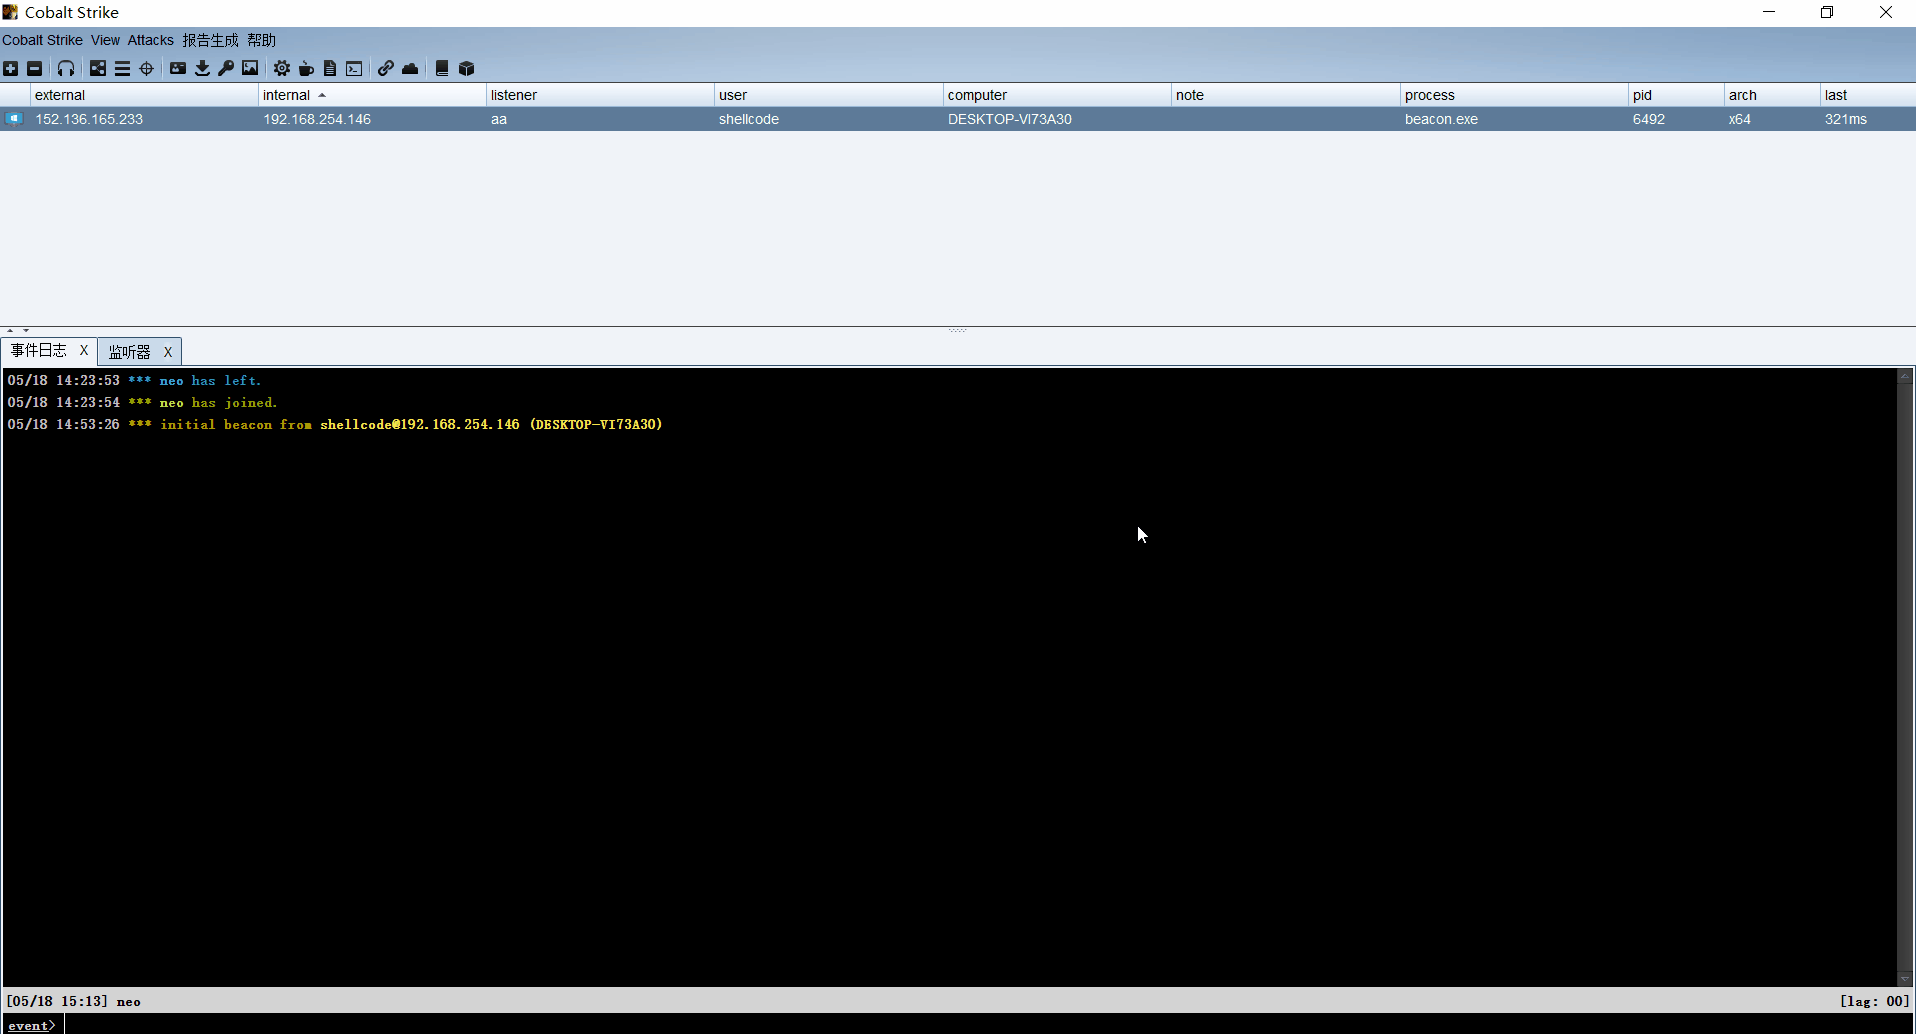 Cobalt Strike
Cobalt Strike View Attacks 报告生成 帮助
external internal listener user computer note process pid arch last
152.136.165.233 192.168.254.146 aa shellcode DESKTOP-VI73A30 beacon.exe 6492 x64 321ms
事件日志 X 监听器 X
05/18 14:23:53 *** neo has left.
05/18 14:23:54 *** neo has joined.
05/18 14:53:26 *** initial beacon from shellcode@192.168.254.146 (DESKTOP-VI73A30)
[05/18 15:13] neo [lag: 00]
event>